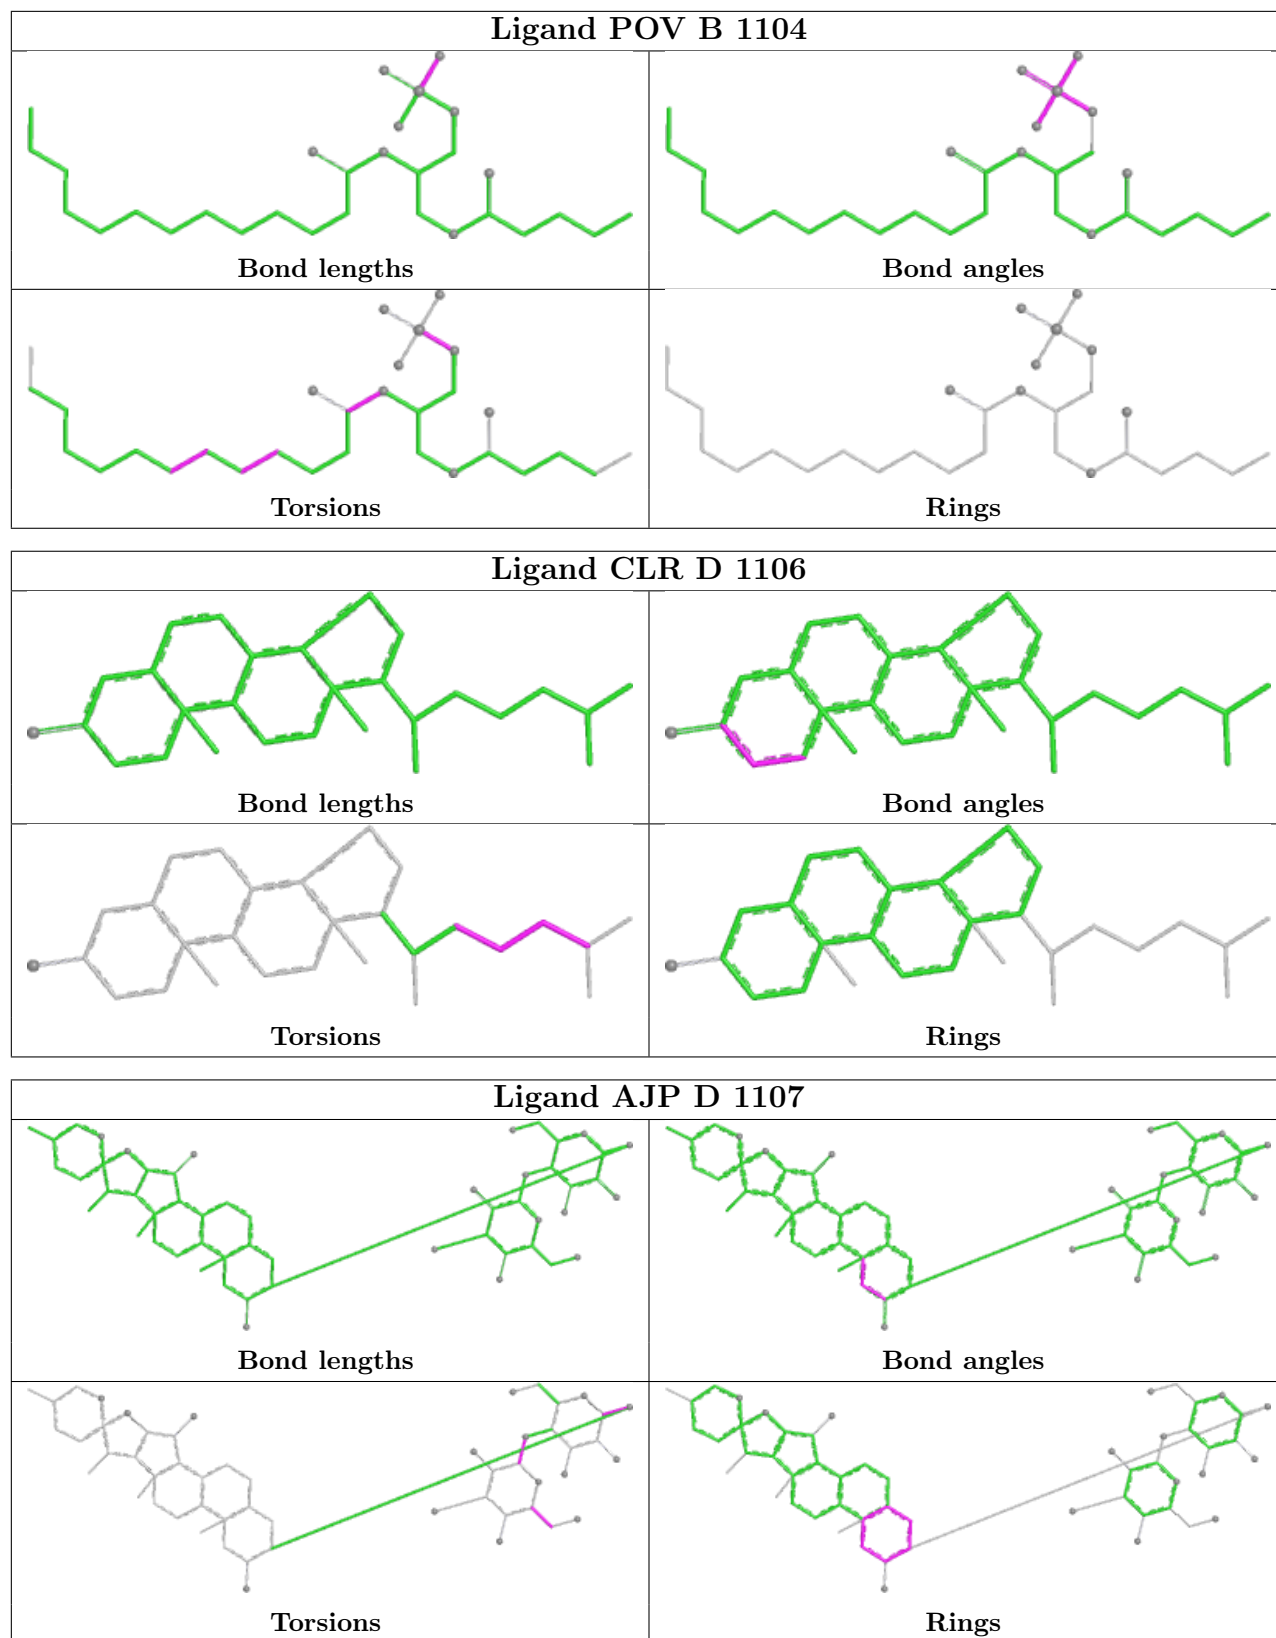 Ligand POV B 1104
Bond lengths
Bond angles
Torsions
Rings
Ligand CLR D 1106
Bond lengths
Bond angles
Torsions
Rings
Ligand AJP D 1107
Bond lengths
Bond angles
Torsions
Rings